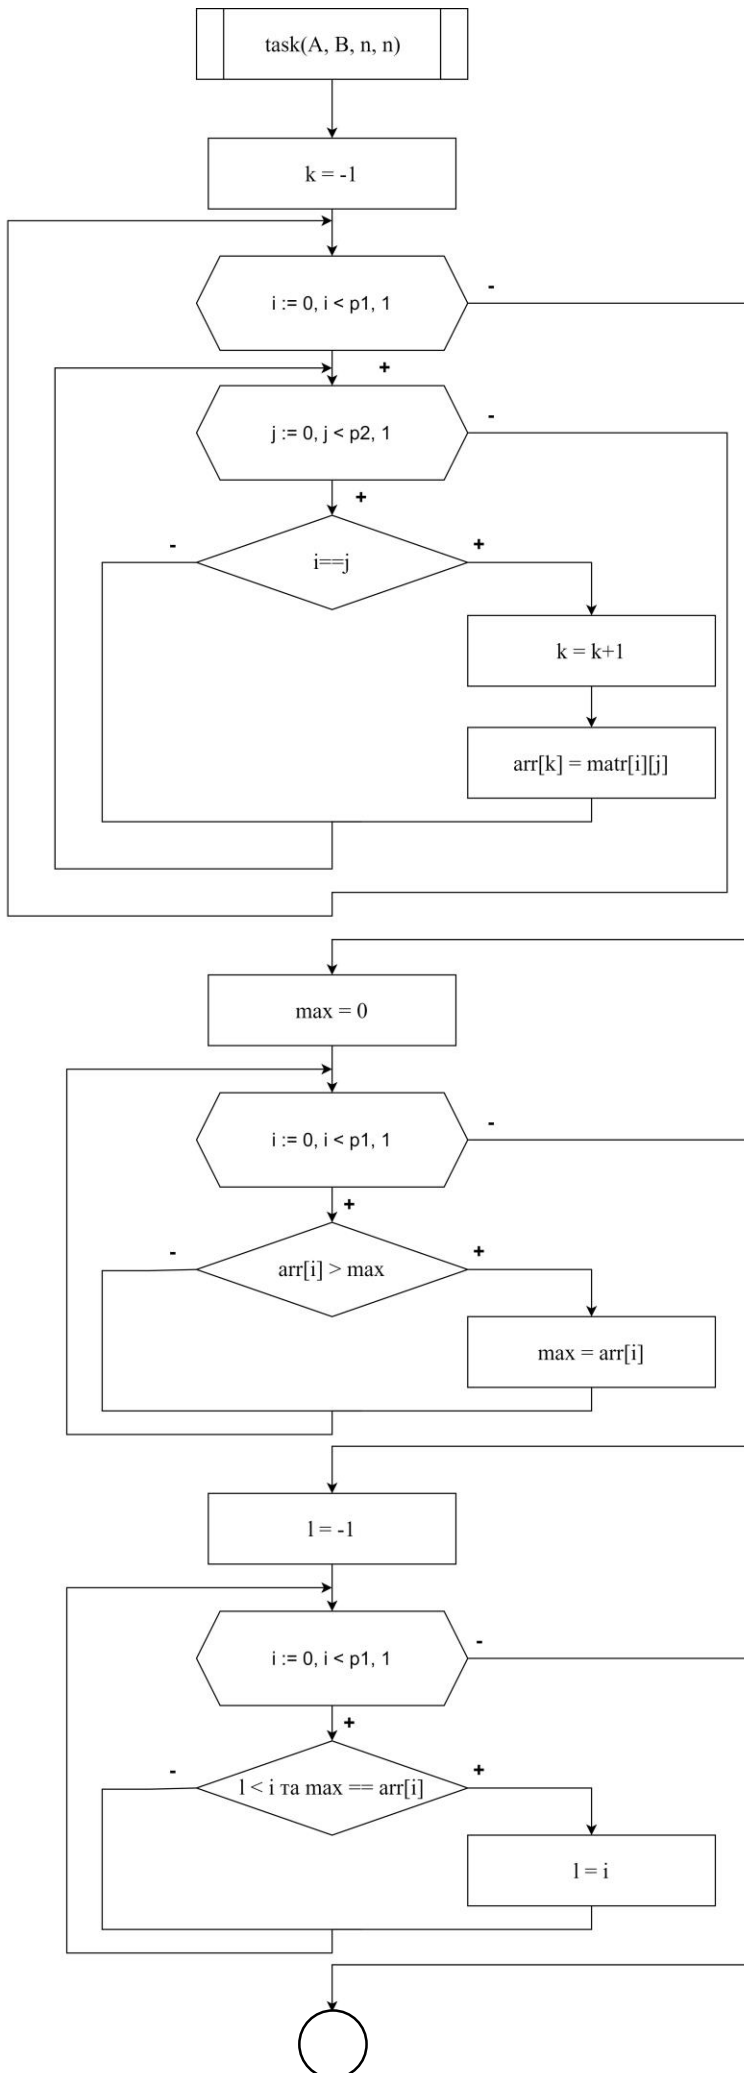 task(A, B, n, n)
k = -1
i := 0, i < p1, 1
-
+
j := 0, j < p2, 1
-
+
i==j
-
+
k = k+1
arr[k] = matr[i][j]
max = 0
i := 0, i < p1, 1
-
+
arr[i] > max
-
+
max = arr[i]
l = -1
i := 0, i < p1, 1
-
+
l < i та max == arr[i]
-
+
l = i